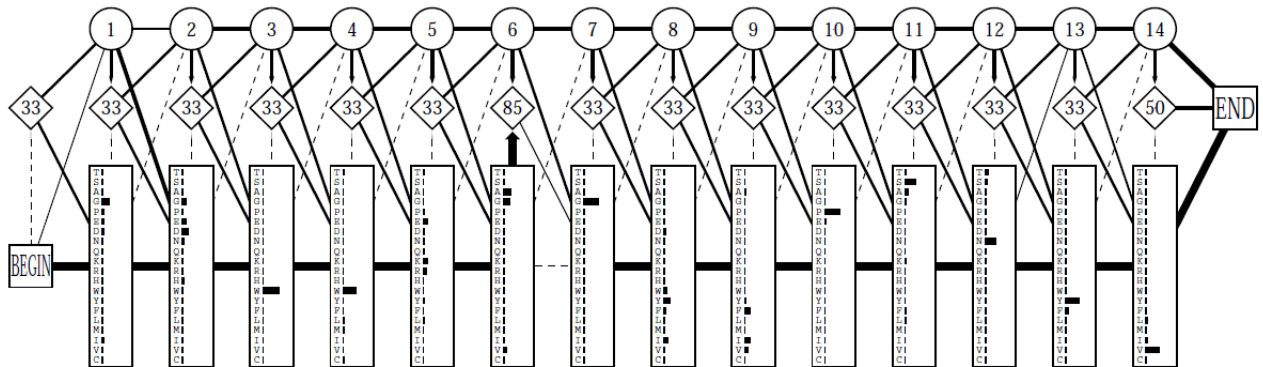 1 2 3 4 5 6 7 8 9 10 11 12 13 14
33 33 33 33 33 33 85 33 33 33 33 33 33 33 50 END
T T T T T T T T T T T T T T
S S S S S S S S S S S S S S
A A A A A A A A A A A A A A
G G G G G G G G G G G G G G
P P P P P P P P P P P P P P
E E E E E E E E E E E E E E
D D D D D D D D D D D D D D
N N N N N N N N N N N N N N
Q Q Q Q Q Q Q Q Q Q Q Q Q Q
BEGIN K K K K K K K K K K K K K K
R R R R R R R R R R R R R R
H H H H H H H H H H H H H H
W W W W W W W W W W W W W W
Y Y Y Y Y Y Y Y Y Y Y Y Y Y
F F F F F F F F F F F F F F
L L L L L L L L L L L L L L
M M M M M M M M M M M M M M
I I I I I I I I I I I I I I
V V V V V V V V V V V V V V
C C C C C C C C C C C C C C